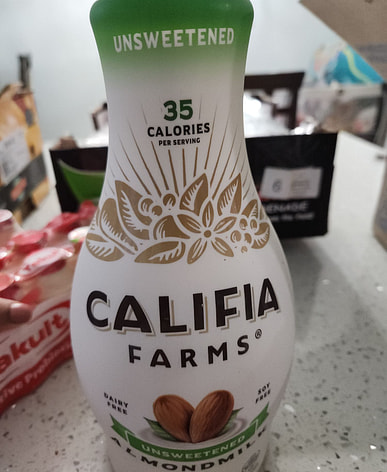 UNSWEETENED
35
CALORIES
PER SERVING
CALIFIA
FARMS®
DAIRY
FREE
SOY
FREE
UNSWEETENED
ALMONDMILK
akult